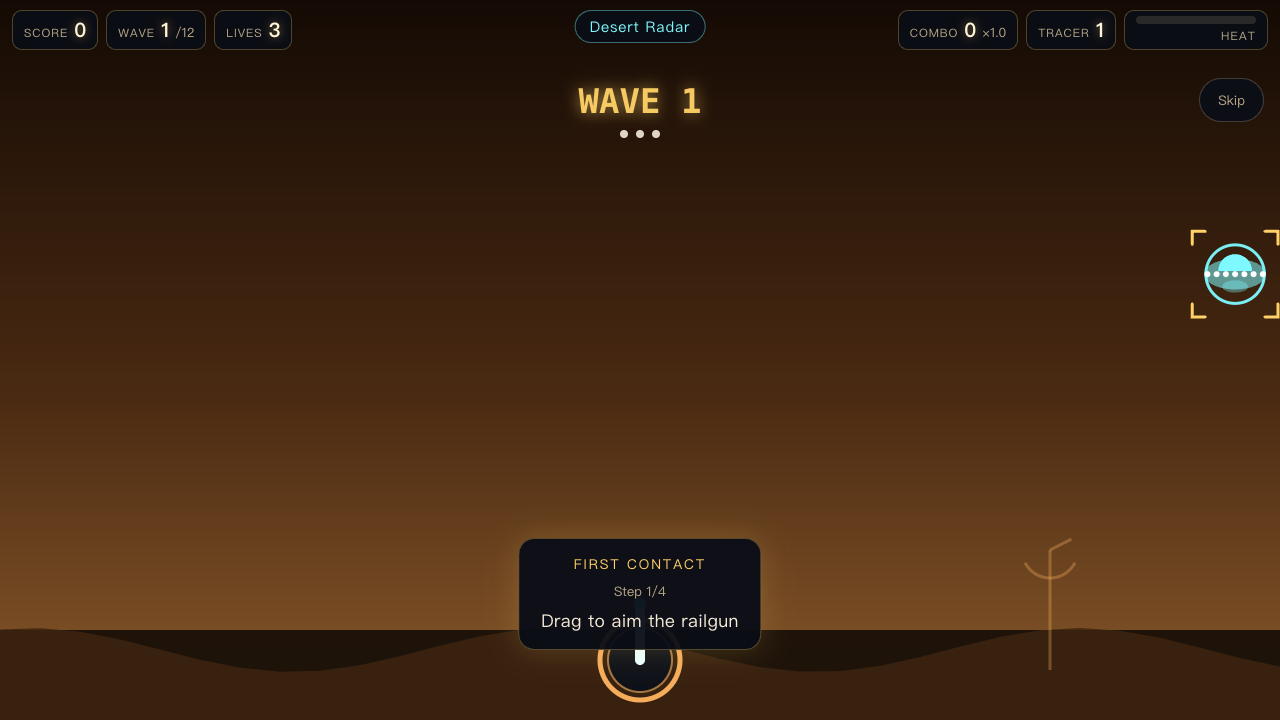 SCORE 0
WAVE 1 /12
LIVES 3
Desert Radar
COMBO 0 ×1.0
TRACER 1
HEAT
WAVE 1
Skip
FIRST CONTACT
Step 1/4
Drag to aim the railgun